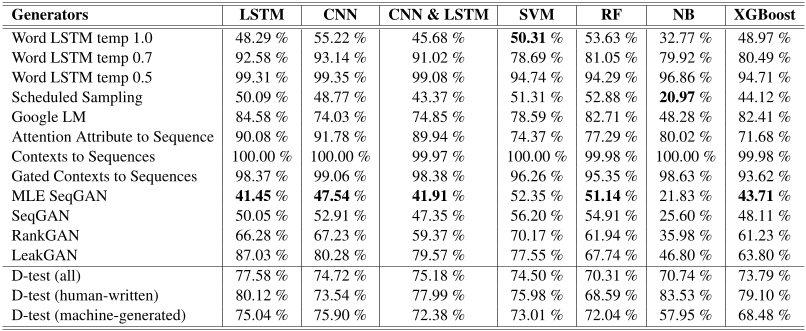 Generators LSTM CNN CNN & LSTM SVM RF NB XGBoost
Word LSTM temp 1.0 48.29 % 55.22 % 45.68 % 50.31 % 53.63 % 32.77 % 48.97 %
Word LSTM temp 0.7 92.58 % 93.14 % 91.02 % 78.69 % 81.05 % 79.92 % 80.49 %
Word LSTM temp 0.5 99.31 % 99.35 % 99.08 % 94.74 % 94.29 % 96.86 % 94.71 %
Scheduled Sampling 50.09 % 48.77 % 43.37 % 51.31 % 52.88 % 20.97 % 44.12 %
Google LM 84.58 % 74.03 % 74.85 % 78.59 % 82.71 % 48.28 % 82.41 %
Attention Attribute to Sequence 90.08 % 91.78 % 89.94 % 74.37 % 77.29 % 80.02 % 71.68 %
Contexts to Sequences 100.00 % 100.00 % 99.97 % 100.00 % 99.98 % 100.00 % 99.98 %
Gated Contexts to Sequences 98.37 % 99.06 % 98.38 % 96.26 % 95.35 % 98.63 % 93.62 %
MLE SeqGAN 41.45 % 47.54 % 41.91 % 52.35 % 51.14 % 21.83 % 43.71 %
SeqGAN 50.05 % 52.91 % 47.35 % 56.20 % 54.91 % 25.60 % 48.11 %
RankGAN 66.28 % 67.23 % 59.37 % 70.17 % 61.94 % 35.98 % 61.23 %
LeakGAN 87.03 % 80.28 % 79.57 % 77.55 % 67.74 % 46.80 % 63.80 %
D-test (all) 77.58 % 74.72 % 75.18 % 74.50 % 70.31 % 70.74 % 73.79 %
D-test (human-written) 80.12 % 73.54 % 77.99 % 75.98 % 68.59 % 83.53 % 79.10 %
D-test (machine-generated) 75.04 % 75.90 % 72.38 % 73.01 % 72.04 % 57.95 % 68.48 %